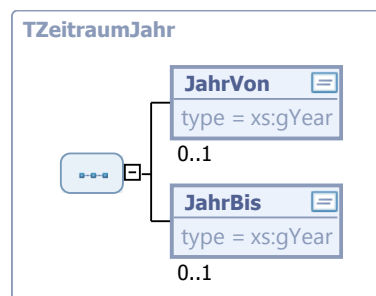 TZeitraumJahr
JahrVon
type = xs:gYear
0..1
JahrBis
type = xs:gYear
0..1